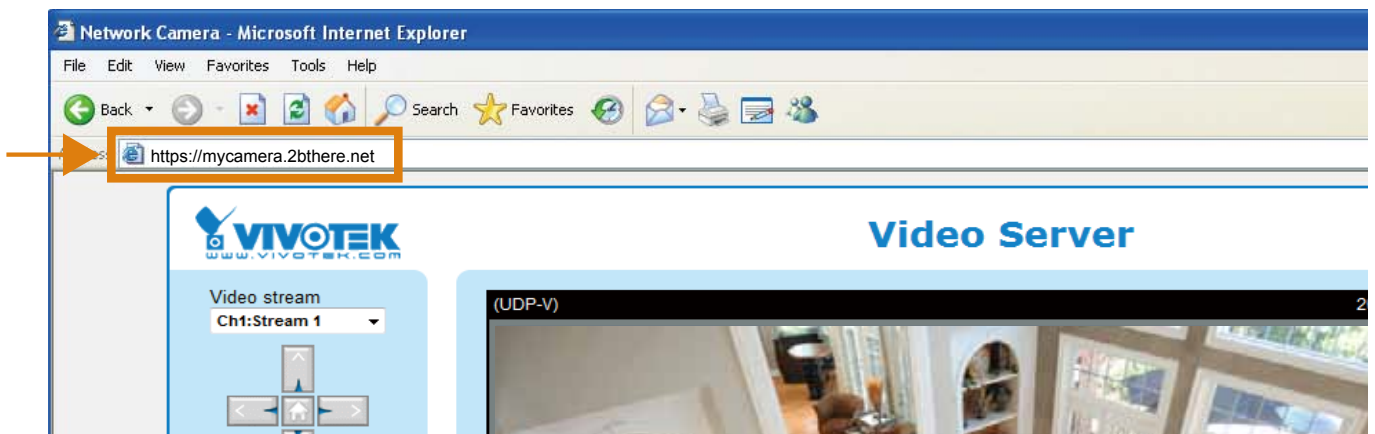 Network Camera - Microsoft Internet Explorer
File Edit View Favorites Tools Help
Back Search Favorites
https://mycamera.2bthere.net
VIVOTEK
www.vivotek.com
Video Server
Video stream
Ch1:Stream 1
(UDP-V)